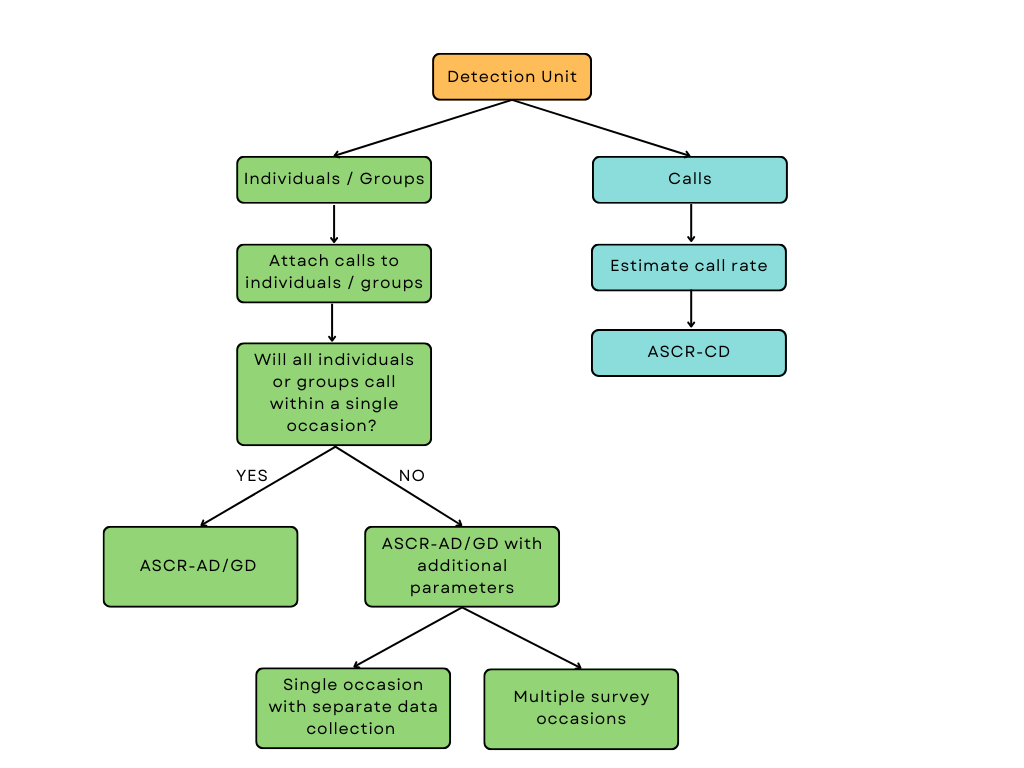 Detection Unit
Individuals / Groups
Calls
Attach calls to
individuals / groups
Estimate call rate
Will all individuals
or groups call
within a single
occasion?
ASCR-CD
YES
NO
ASCR-AD/GD
ASCR-AD/GD with
additional
parameters
Single occasion
with separate data
collection
Multiple survey
occasions